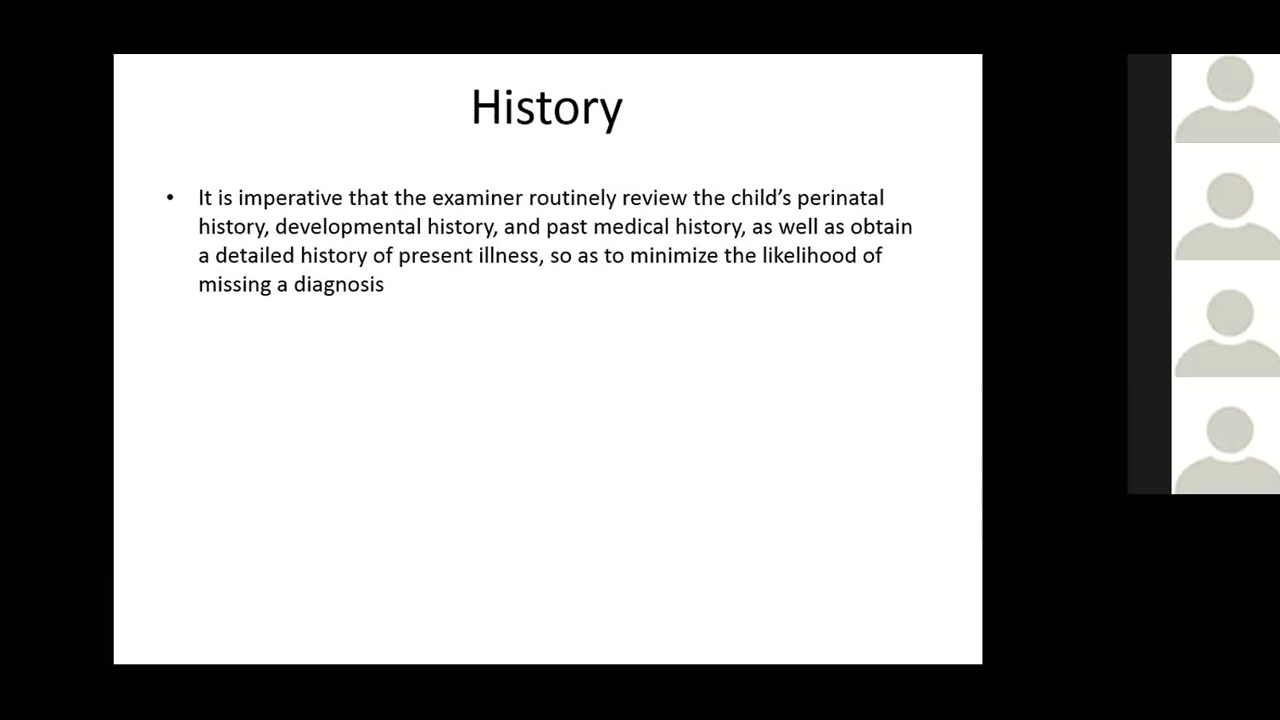 History
• It is imperative that the examiner routinely review the child’s perinatal
history, developmental history, and past medical history, as well as obtain
a detailed history of present illness, so as to minimize the likelihood of
missing a diagnosis